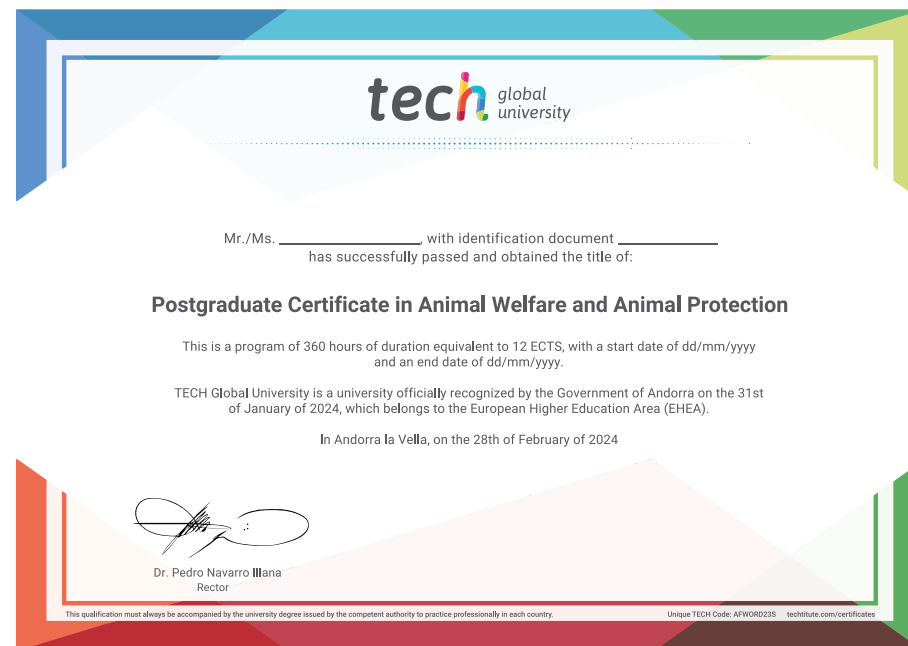 tech global
university
Mr./Ms. ____________, with identification document ____________
has successfully passed and obtained the title of:
Postgraduate Certificate in Animal Welfare and Animal Protection
This is a program of 360 hours of duration equivalent to 12 ECTS, with a start date of dd/mm/yyyy
and an end date of dd/mm/yyyy.
TECH Global University is a university officially recognized by the Government of Andorra on the 31st
of January of 2024, which belongs to the European Higher Education Area (EHEA).
In Andorra la Vella, on the 28th of February of 2024
Dr. Pedro Navarro Illana
Rector
This qualification must always be accompanied by the university degree issued by the competent authority to practice professionally in each country. Unique TECH Code: AFWORD23S techtitute.com/certificates